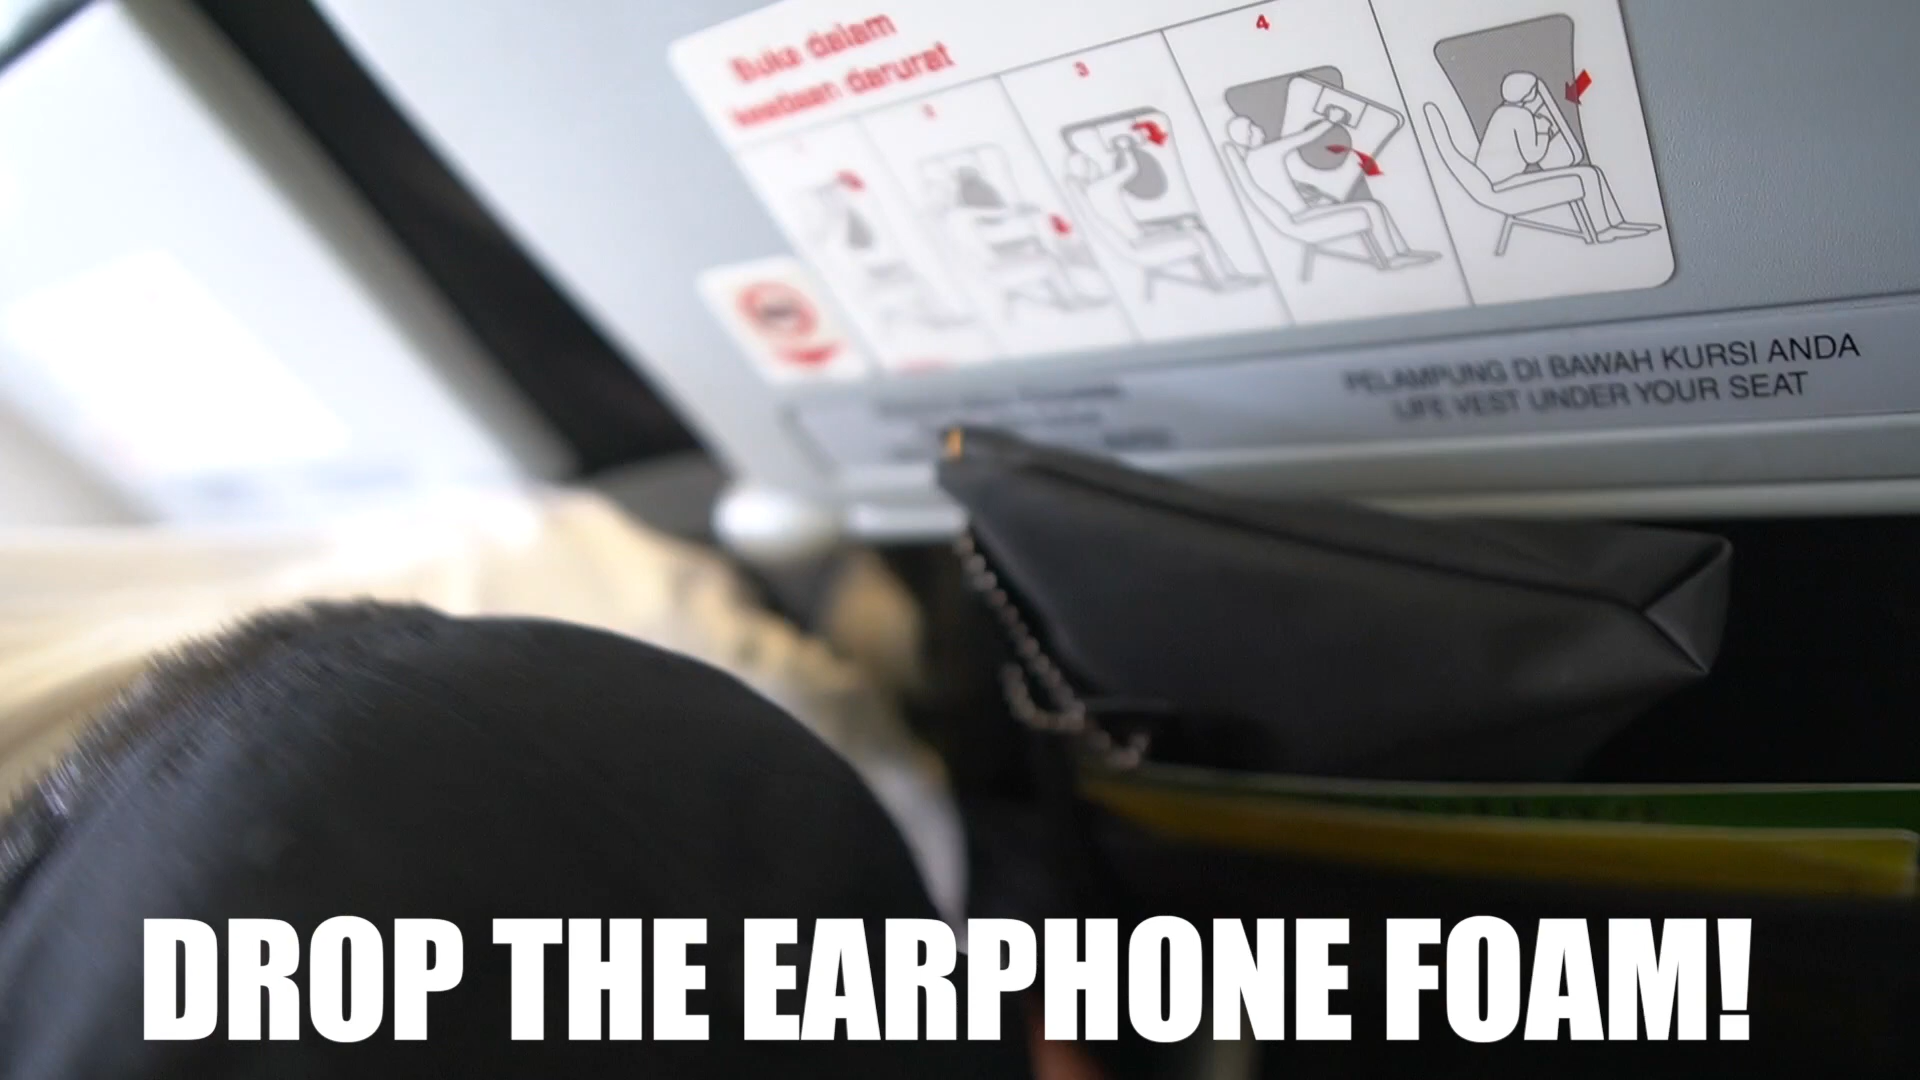 Buka dalam
keadaan darurat
3
4
PELAMPUNG DI BAWAH KURSI ANDA
LIFE VEST UNDER YOUR SEAT
DROP THE EARPHONE FOAM!